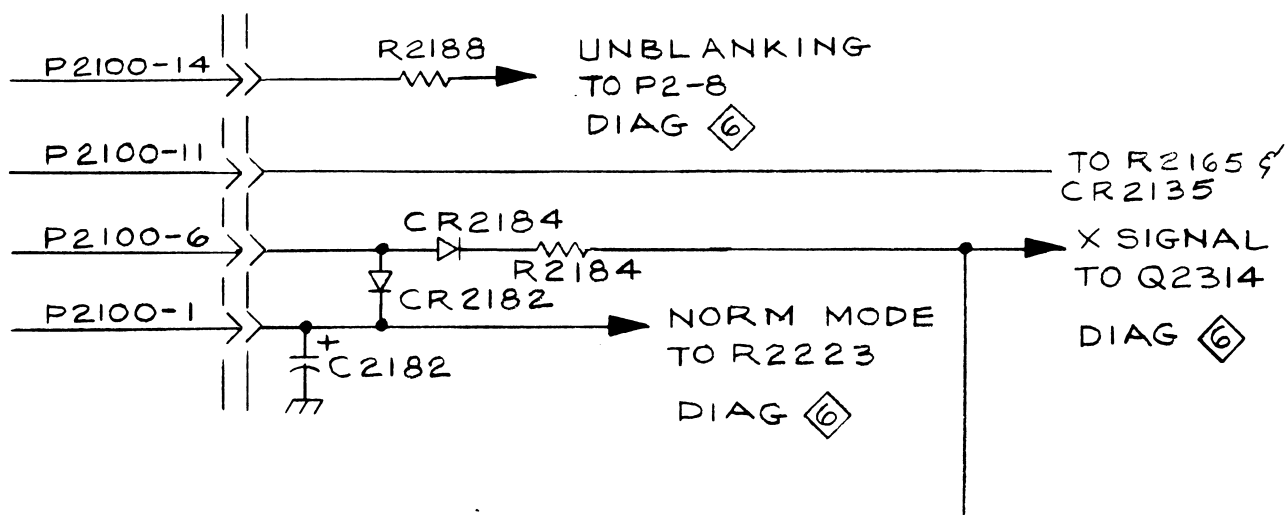 P2100-14
R2188
UNBLANKING
TO P2-8
DIAG 6
P2100-11
TO R2165 &
CR2135
P2100-6
CR2184
R2184
X SIGNAL
TO Q2314
DIAG 6
CR2182
P2100-1
NORM MODE
TO R2223
DIAG 6
+
C2182